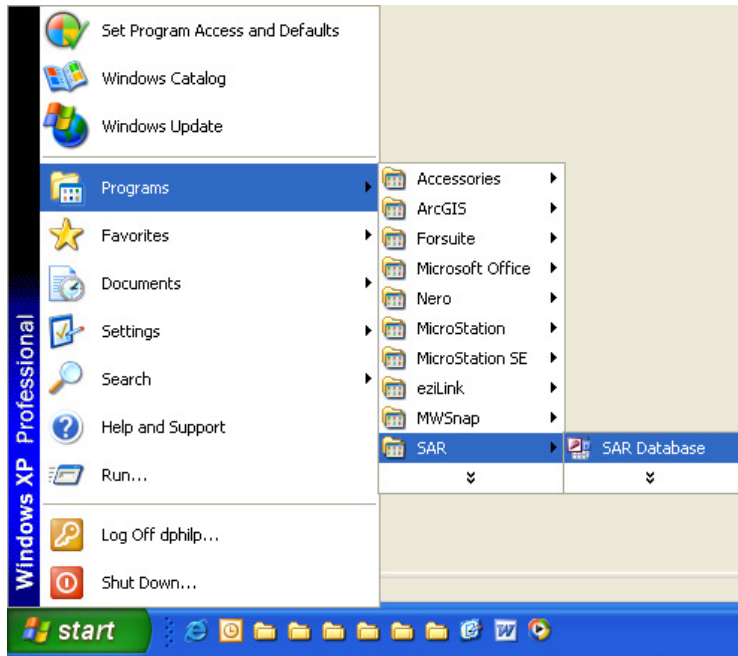 Set Program Access and Defaults
Windows Catalog
Windows Update
Programs
Favorites
Documents
Settings
Search
Help and Support
Run...
Log Off dphilp...
Shut Down...
Windows XP Professional
Accessories
ArcGIS
Forsuite
Microsoft Office
Nero
MicroStation
MicroStation SE
eziLink
MWSnap
SAR
SAR Database
start